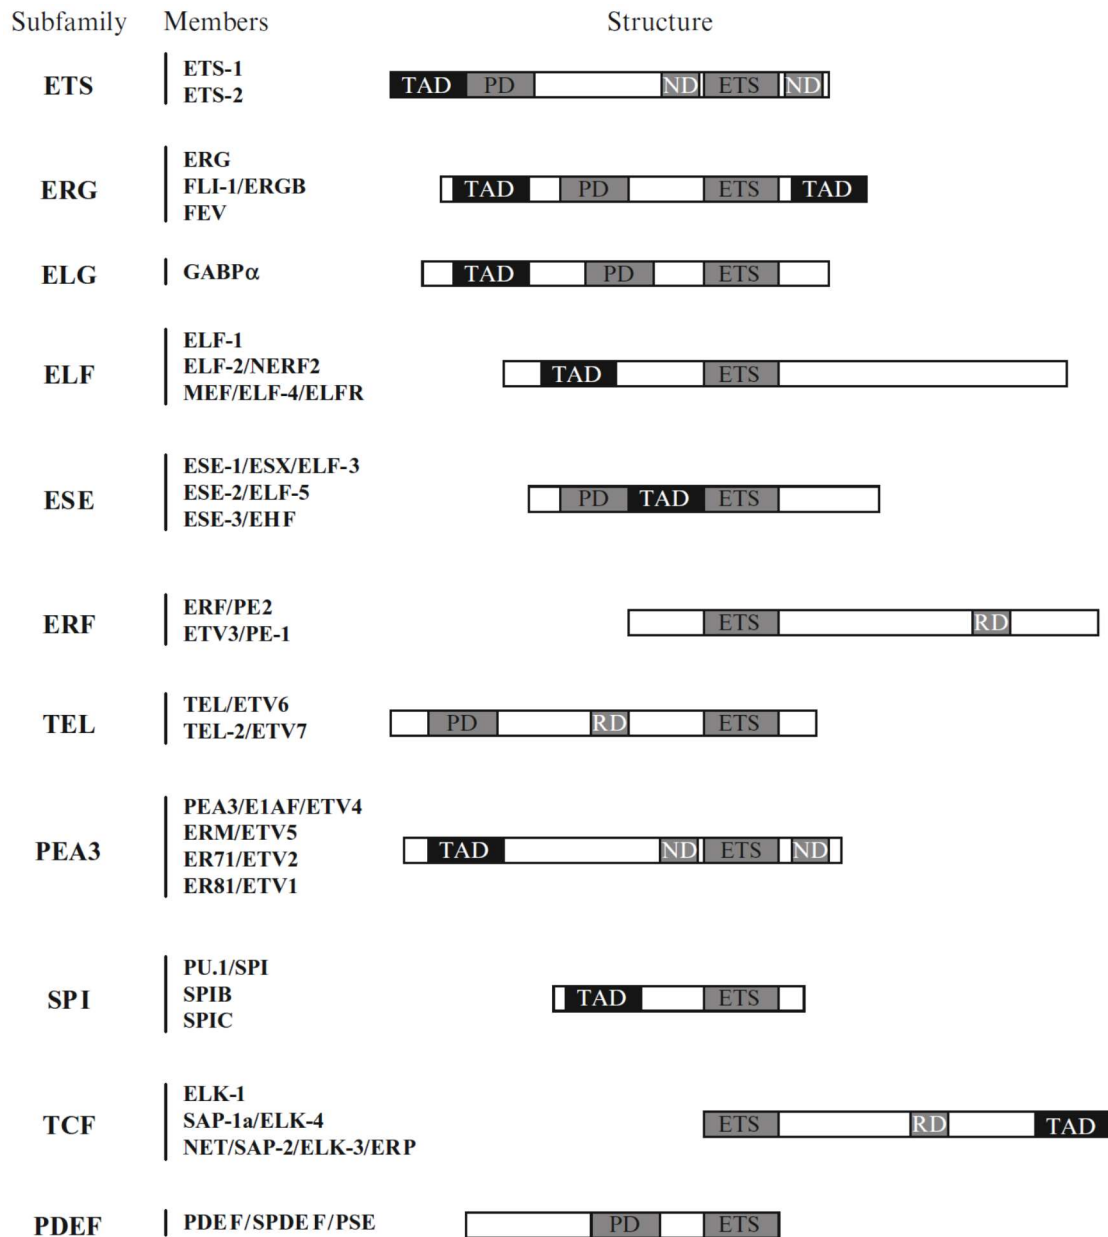 Subfamily Members Structure
ETS
ETS-1
ETS-2
TAD PD ND ETS ND
ERG
ERG
FLI-1/ERGB
FEV
TAD PD ETS TAD
ELG
GABPα
TAD PD ETS
ELF
ELF-1
ELF-2/NERF2
MEF/ELF-4/ELFR
TAD ETS
ESE
ESE-1/ESX/ELF-3
ESE-2/ELF-5
ESE-3/EHF
PD TAD ETS
ERF
ERF/PE2
ETV3/PE-1
ETS RD
TEL
TEL/ETV6
TEL-2/ETV7
PD RD ETS
PEA3
PEA3/E1AF/ETV4
ERM/ETV5
ER71/ETV2
ER81/ETV1
TAD ND ETS ND
SPI
PU.1/SPI
SPIB
SPIC
TAD ETS
TCF
ELK-1
SAP-1a/ELK-4
NET/SAP-2/ELK-3/ERP
ETS RD TAD
PDEF
PDEF/SPDEF/PSE
PD ETS